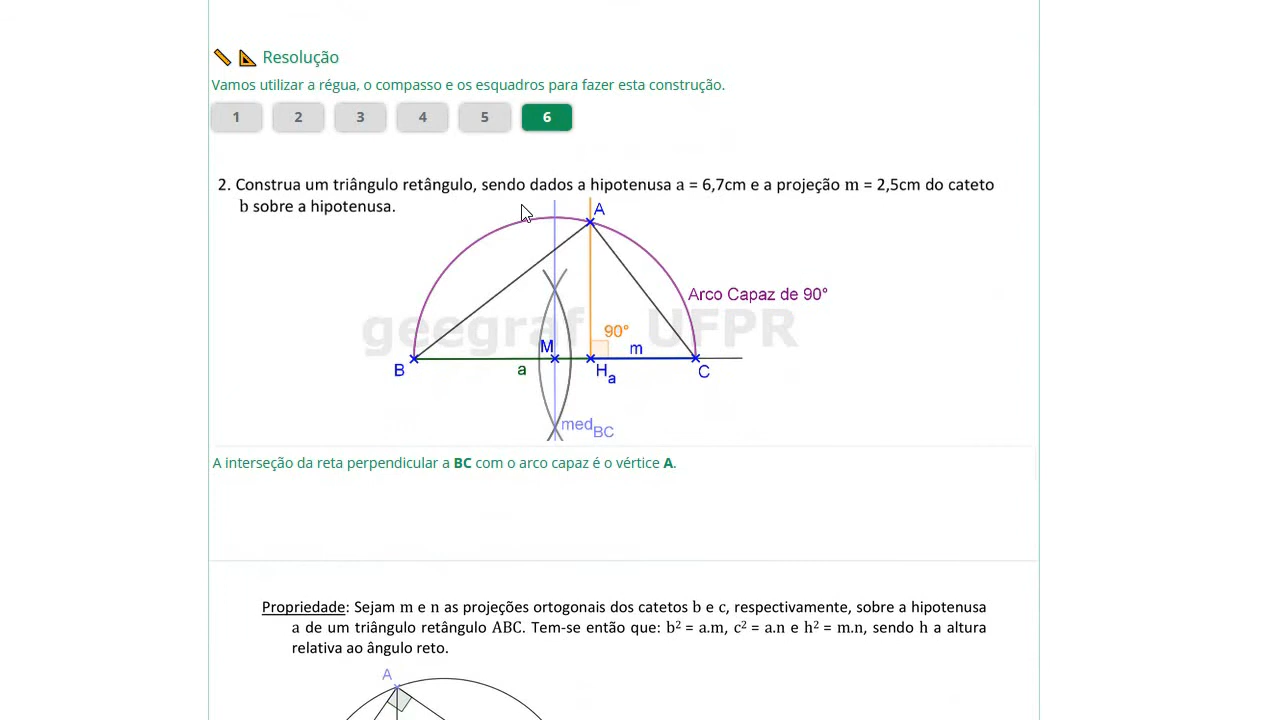 Resolução
Vamos utilizar a régua, o compasso e os esquadros para fazer esta construção.
1 2 3 4 5 6
2. Construa um triângulo retângulo, sendo dados a hipotenusa a = 6,7cm e a projeção m = 2,5cm do cateto
b sobre a hipotenusa.
A
Arco Capaz de 90°
geegraf UFPR
90°
M
m
B
a
Ha
C
medBC
A interseção da reta perpendicular a BC com o arco capaz é o vértice A.
Propriedade: Sejam m e n as projeções ortogonais dos catetos b e c, respectivamente, sobre a hipotenusa
a de um triângulo retângulo ABC. Tem-se então que: b² = a.m, c² = a.n e h² = m.n, sendo h a altura
relativa ao ângulo reto.
A